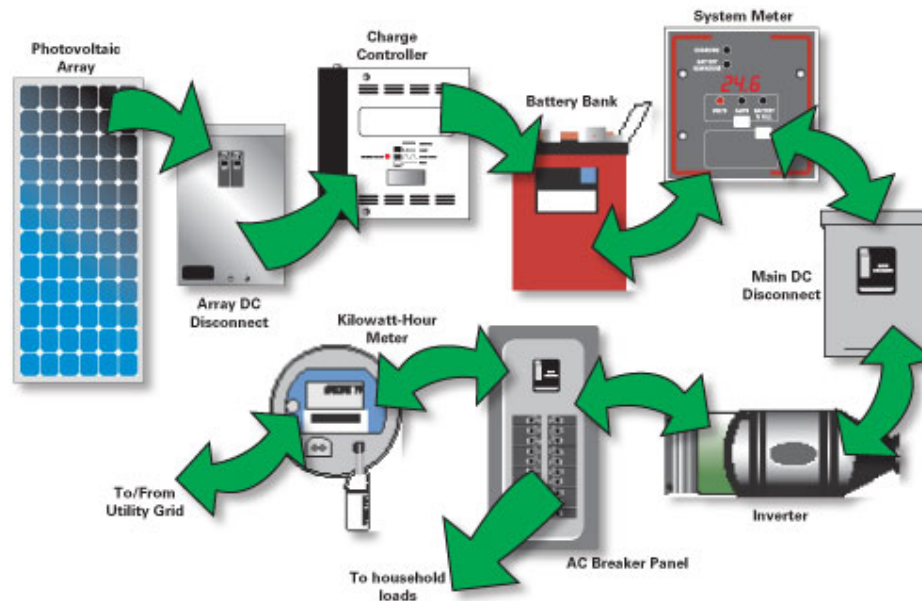 Photovoltaic
Array
Charge
Controller
System Meter
Battery Bank
24.6
Array DC
Disconnect
Main DC
Disconnect
Kilowatt-Hour
Meter
To/From
Utility Grid
Inverter
AC Breaker Panel
To household
loads